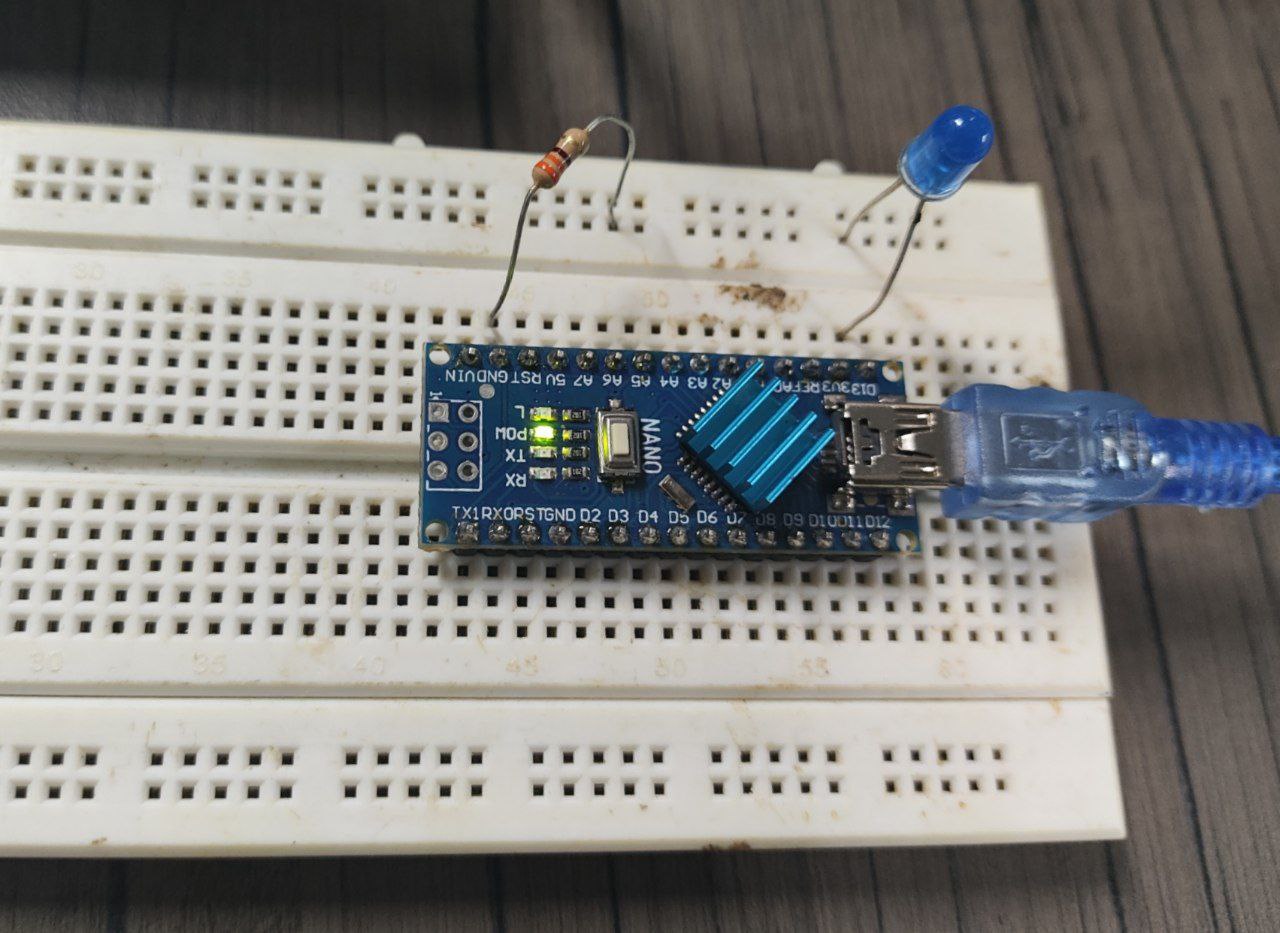 30 35 40 45 50
VIN GND RST 5V A7 A6 A5 A4 A3 A2
REF 3V3 D13
1
L
POW
TX
RX
NANO
TX1 RX0 RST GND D2 D3 D4 D5 D6 D7 D8 D9 D10 D11 D12
30 35 40 45 50 55 60